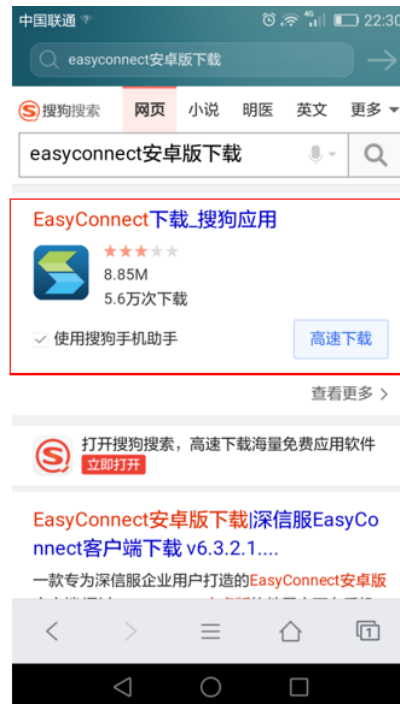 中国联通 4G 22:30
easyconnect安卓版下载
搜狗搜索 网页 小说 明医 英文 更多
easyconnect安卓版下载
EasyConnect下载_搜狗应用
8.85M
5.6万次下载
使用搜狗手机助手 高速下载
查看更多
打开搜狗搜索，高速下载海量免费应用软件
立即打开
EasyConnect安卓版下载|深信服EasyCo
nnect客户端下载 v6.3.2.1....
一款专为深信服企业用户打造的EasyConnect安卓版
1